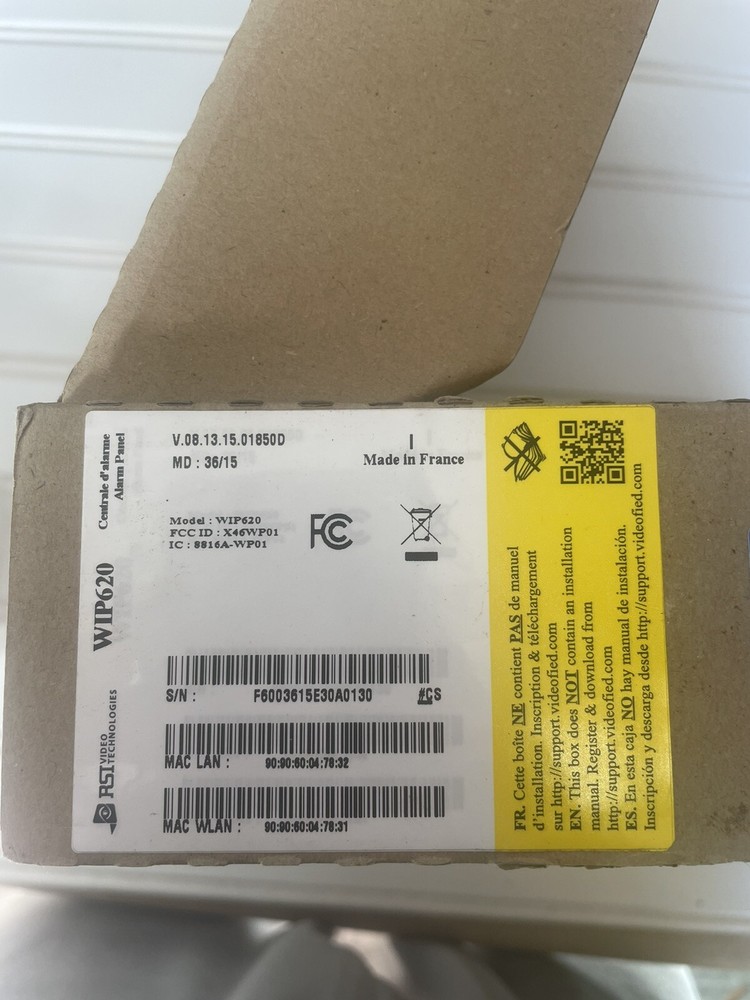 WIP620
Centrale d'alarme
Alarm Panel
RSI VIDEO
TECHNOLOGIES
V.08.13.15.01850D
MD : 36/15
I
Made in France
Model : WIP620
FCC ID : X46WP01
IC : 8816A-WP01
FC
S/N : F6003615E30A0130 #CS
MAC LAN : 90:90:60:04:78:32
MAC WLAN : 90:90:60:04:78:31
FR. Cette boîte NE contient PAS de manuel
d'installation. Inscription & téléchargement
sur http://support.videofied.com
EN. This box does NOT contain an installation
manual. Register & download from
http://support.videofied.com
ES. En esta caja NO hay manual de instalación.
Inscripción y descarga desde http://support.videofied.com